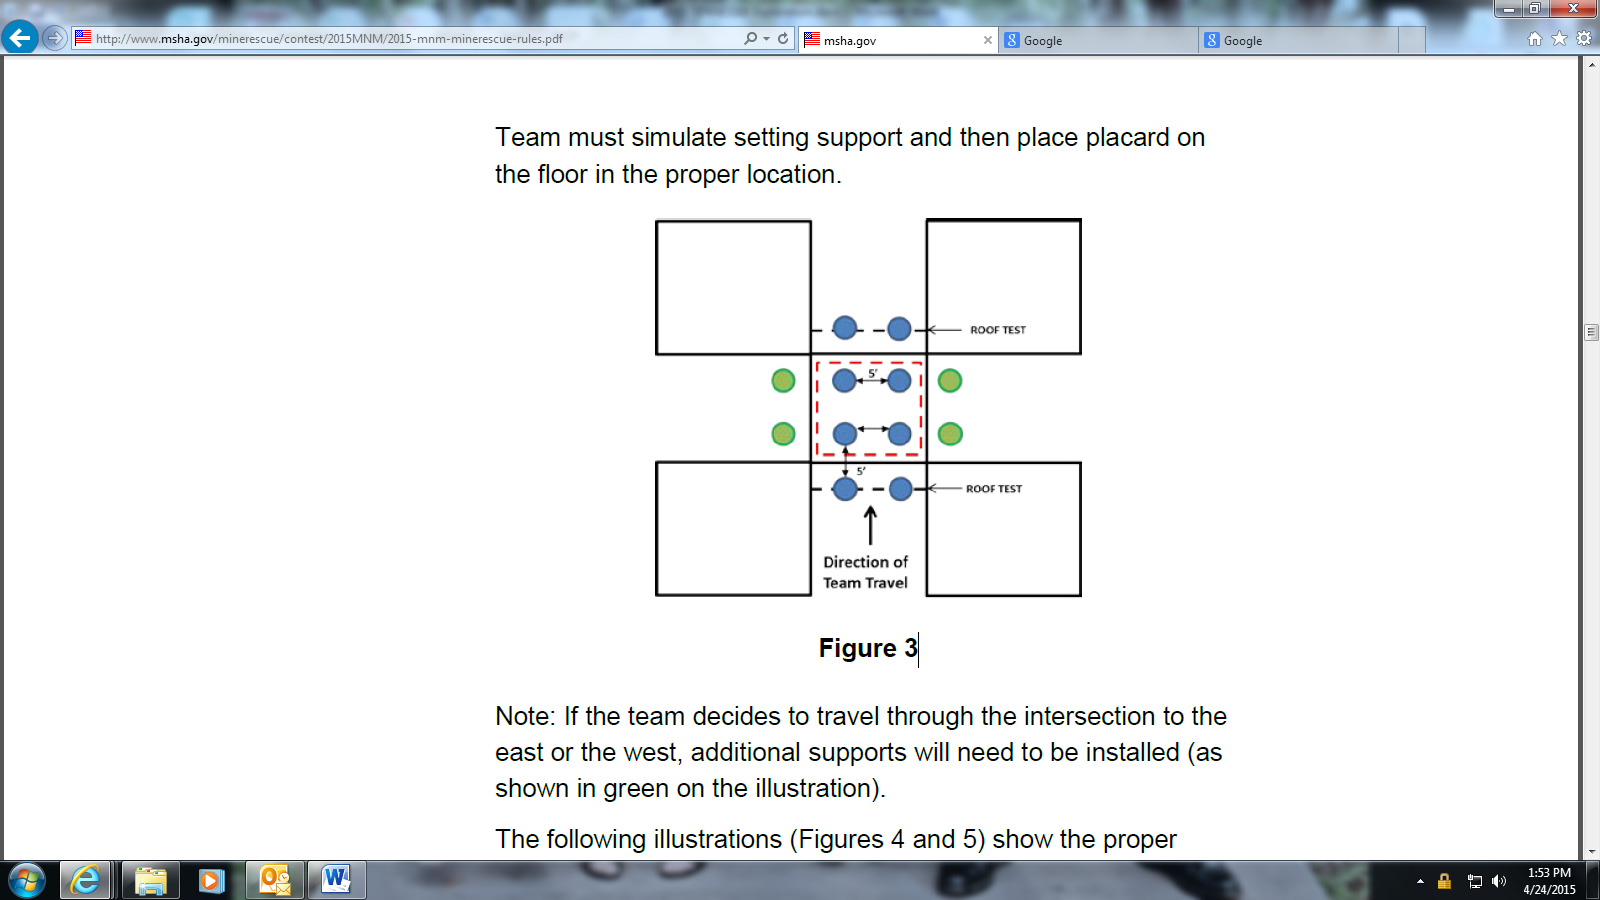 http://www.msha.gov/minerescue/contest/2015MNM/2015-mnm-minerescue-rules.pdf
msha.gov
Google
Google
Team must simulate setting support and then place placard on
the floor in the proper location.
ROOF TEST
5'
5'
ROOF TEST
Direction of
Team Travel
Figure 3
Note: If the team decides to travel through the intersection to the
east or the west, additional supports will need to be installed (as
shown in green on the illustration).
The following illustrations (Figures 4 and 5) show the proper
1:53 PM
4/24/2015